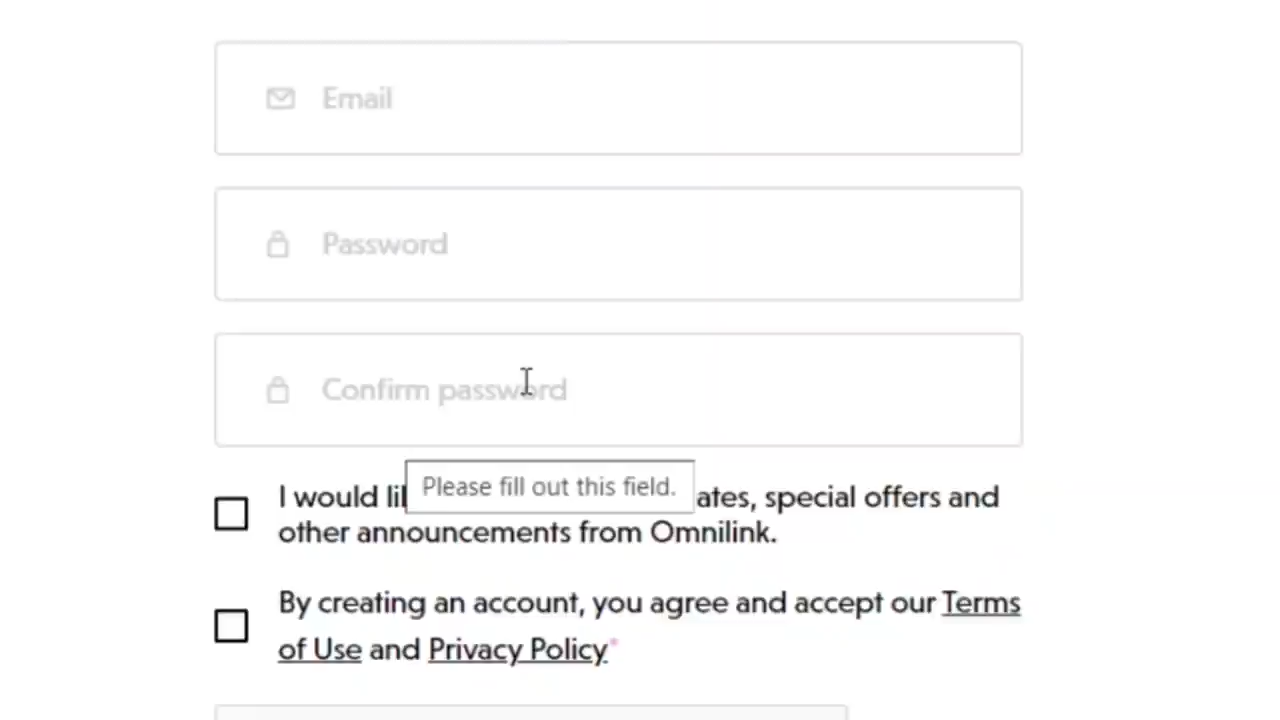 Email
Password
Confirm password
Please fill out this field.
I would ates, special offers and
other announcements from Omnilink.
By creating an account, you agree and accept our Terms
of Use and Privacy Policy*